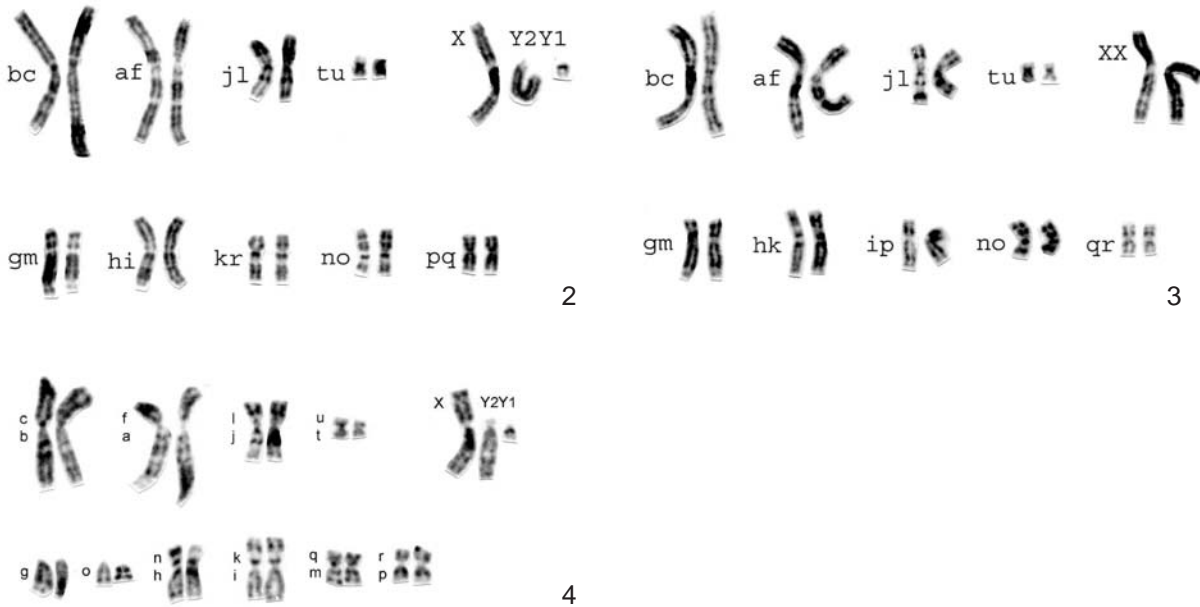 bc af jl tu X Y2Y1
gm hi kr no pq
2
bc af jl tu XX
gm hk ip no qr
3
c f l u X Y2Y1
b a j t
g o n k q r
h i m p
4